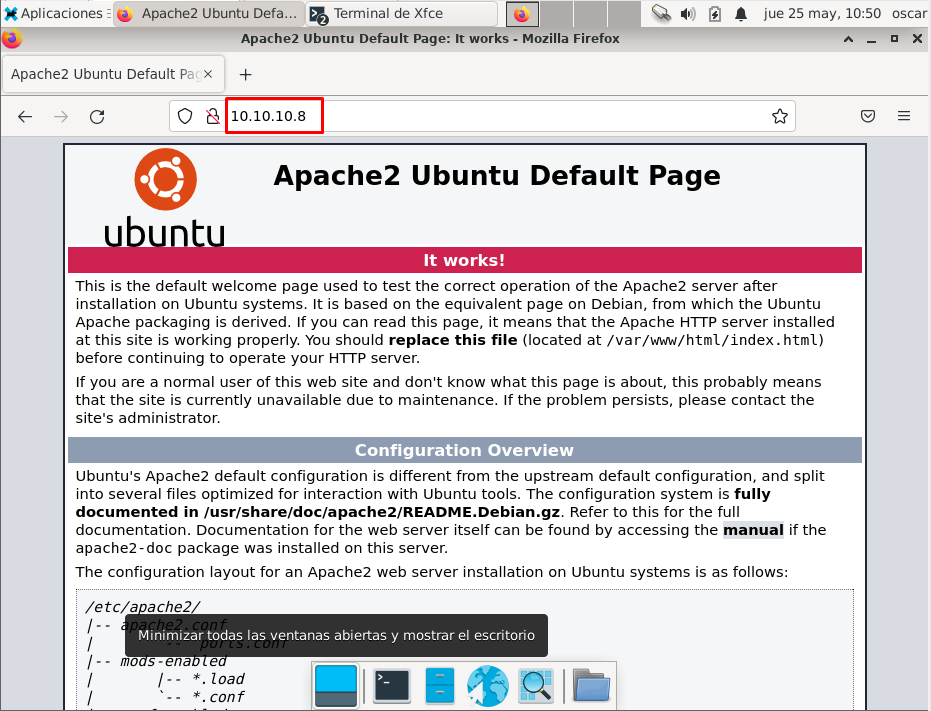 Aplicaciones
Apache2 Ubuntu Defa...
Terminal de Xfce
2
jue 25 may, 10:50
oscar
Apache2 Ubuntu Default Page: It works - Mozilla Firefox
Apache2 Ubuntu Default Pag
10.10.10.8
ubuntu
Apache2 Ubuntu Default Page
It works!
This is the default welcome page used to test the correct operation of the Apache2 server after
installation on Ubuntu systems. It is based on the equivalent page on Debian, from which the Ubuntu
Apache packaging is derived. If you can read this page, it means that the Apache HTTP server installed
at this site is working properly. You should replace this file (located at /var/www/html/index.html)
before continuing to operate your HTTP server.
If you are a normal user of this web site and don't know what this page is about, this probably means
that the site is currently unavailable due to maintenance. If the problem persists, please contact the
site's administrator.
Configuration Overview
Ubuntu's Apache2 default configuration is different from the upstream default configuration, and split
into several files optimized for interaction with Ubuntu tools. The configuration system is fully
documented in /usr/share/doc/apache2/README.Debian.gz. Refer to this for the full
documentation. Documentation for the web server itself can be found by accessing the manual if the
apache2-doc package was installed on this server.
The configuration layout for an Apache2 web server installation on Ubuntu systems is as follows:
/etc/apache2/
|-- apache2.conf
|       `--  ports.conf
Minimizar todas las ventanas abiertas y mostrar el escritorio
|-- mods-enabled
|       |-- *.load
|       `-- *.conf